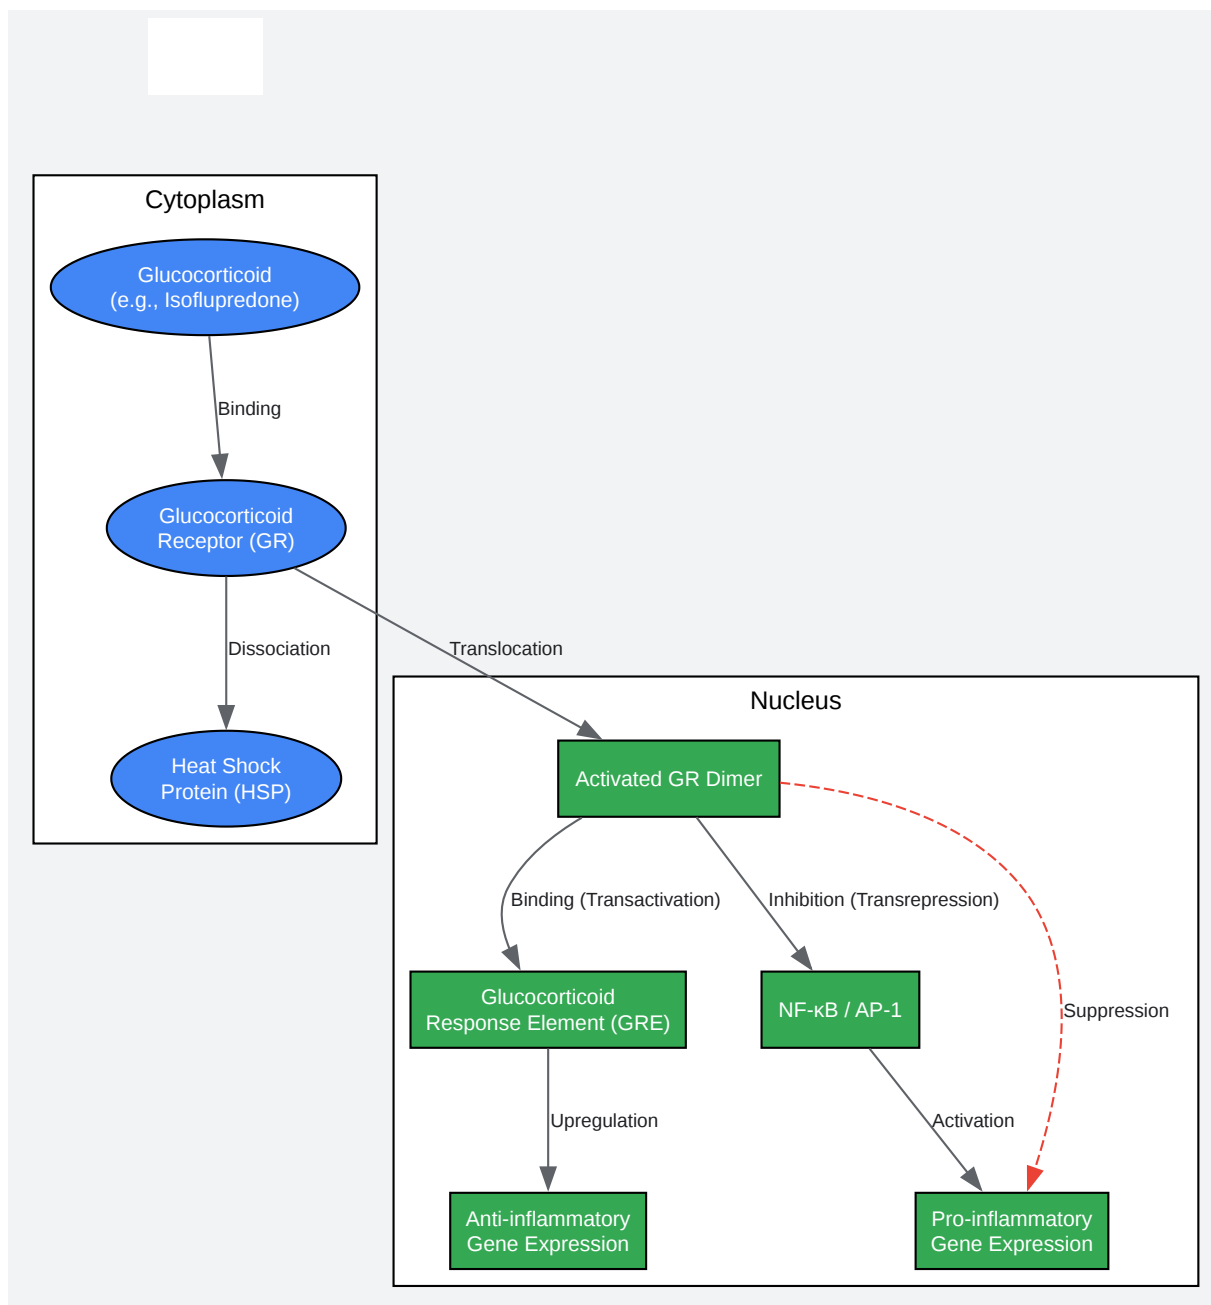 Cytoplasm
Glucocorticoid
(e.g., Isoflupredone)
Binding
Glucocorticoid
Receptor (GR)
Dissociation
Translocation
Heat Shock
Protein (HSP)
Nucleus
Activated GR Dimer
Binding (Transactivation)
Inhibition (Transrepression)
Glucocorticoid
Response Element (GRE)
NF-κB / AP-1
Suppression
Upregulation
Activation
Anti-inflammatory
Gene Expression
Pro-inflammatory
Gene Expression